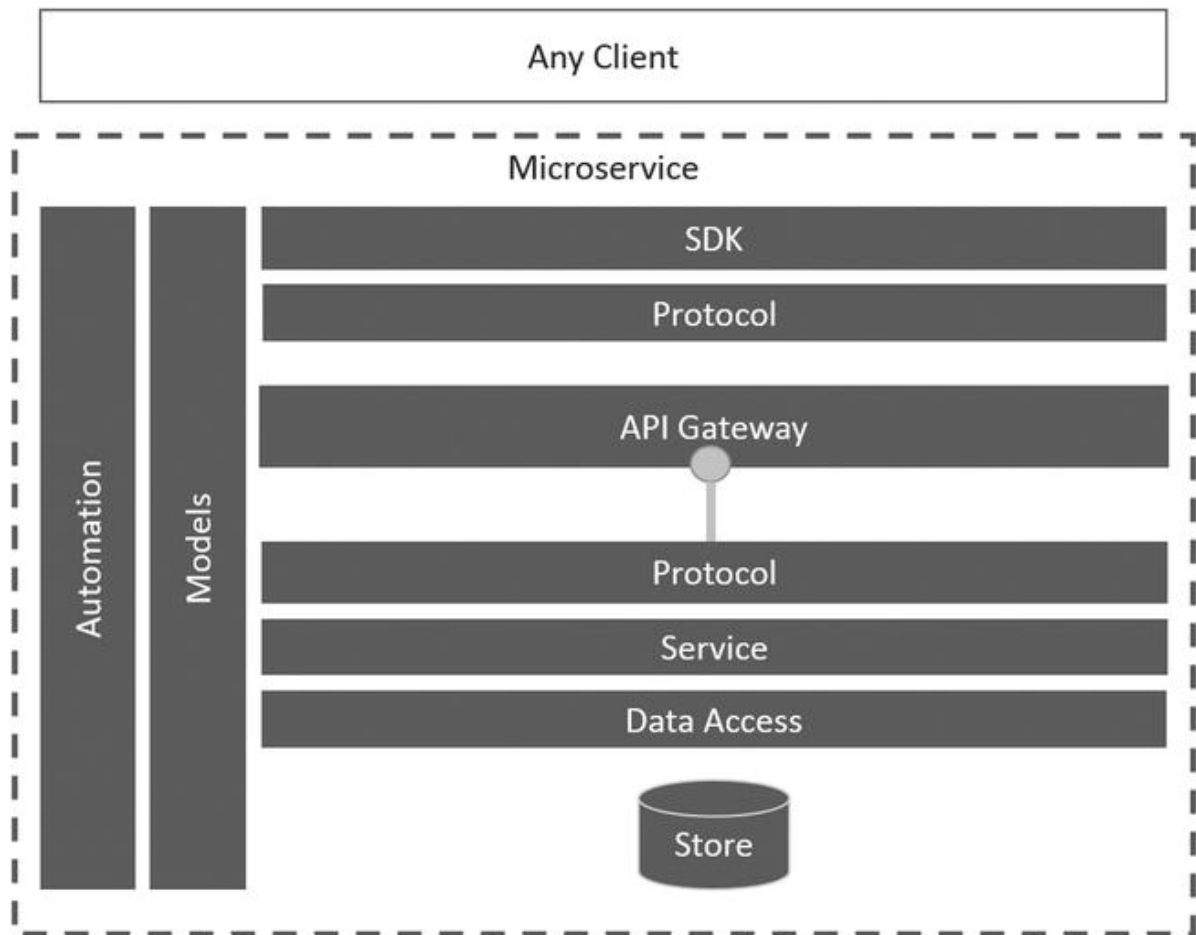 Any Client
Microservice
Automation
Models
SDK
Protocol
API Gateway
Protocol
Service
Data Access
Store